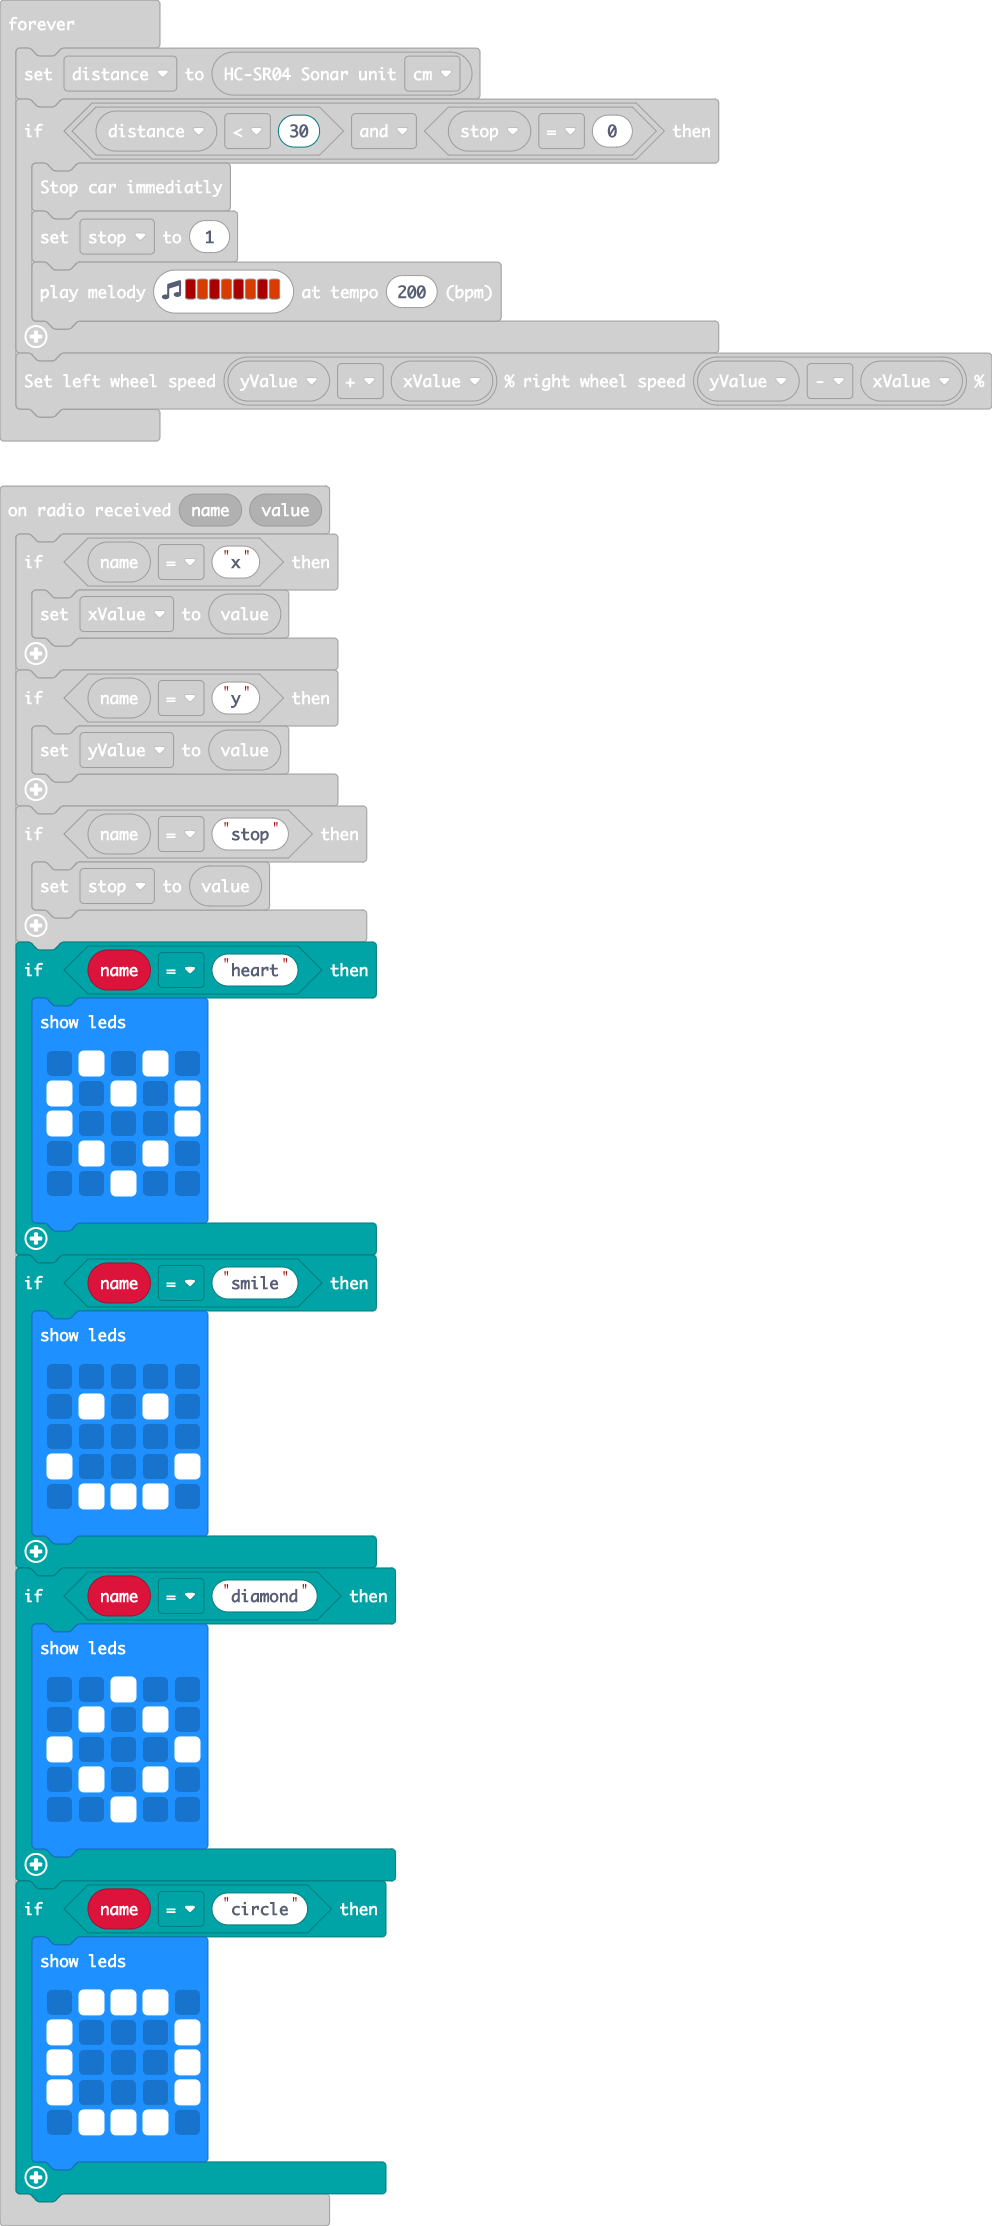 forever
set distance to HC-SR04 Sonar unit cm
if distance < 30 and stop = 0 then
Stop car immediatly
set stop to 1
play melody at tempo 200 (bpm)
Set left wheel speed yValue + xValue % right wheel speed yValue - xValue %
on radio received name value
if name = "x" then
set xValue to value
if name = "y" then
set yValue to value
if name = "stop" then
set stop to value
if name = "heart" then
show leds
if name = "smile" then
show leds
if name = "diamond" then
show leds
if name = "circle" then
show leds